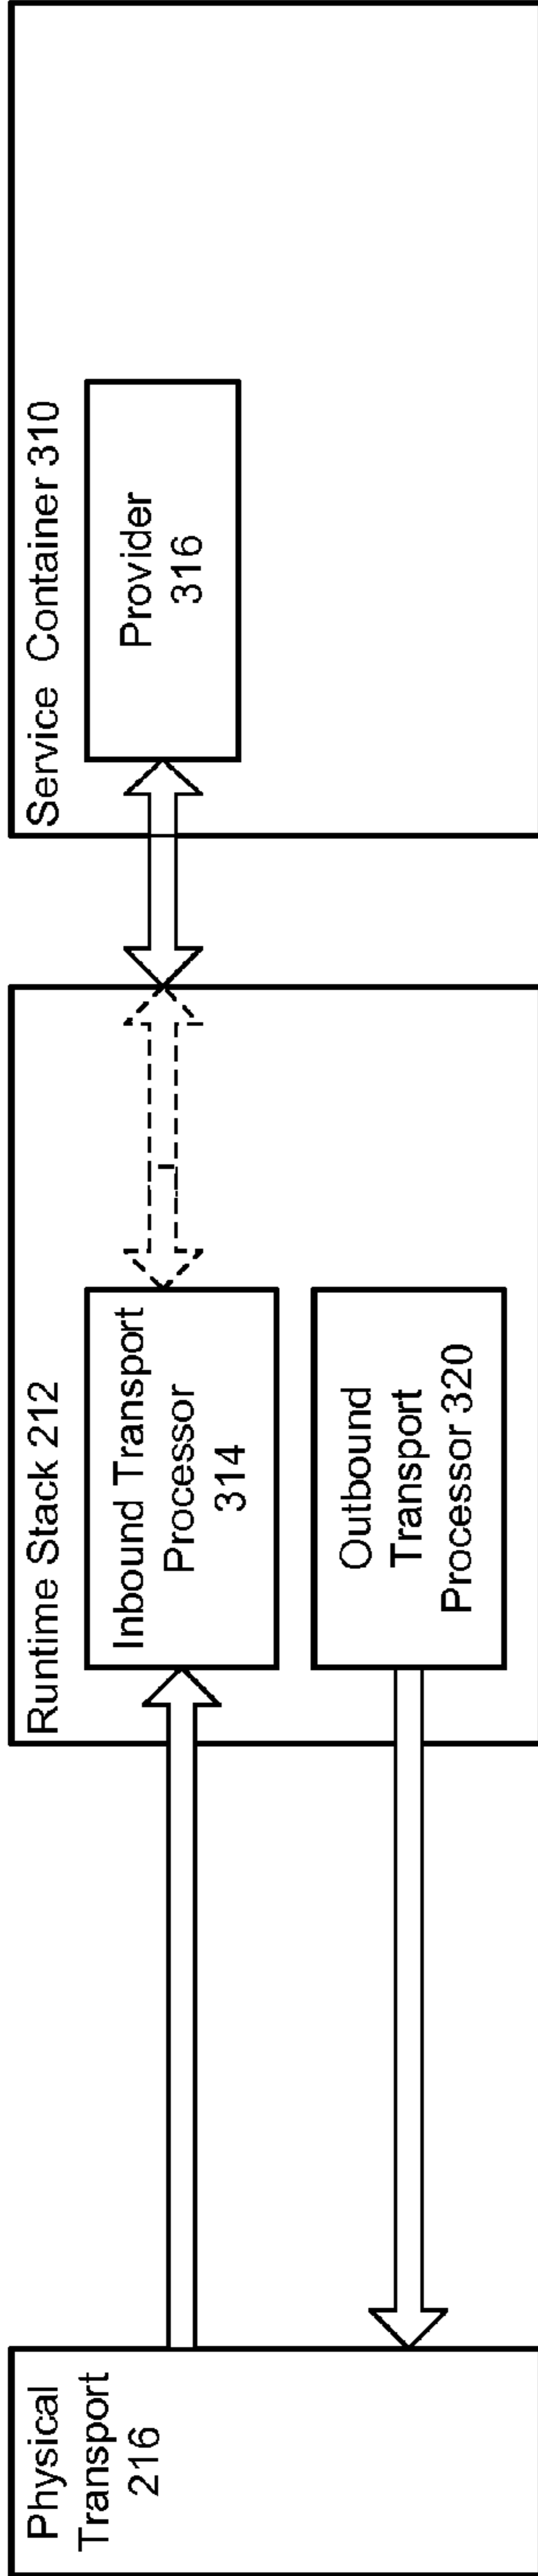 Physical
Transport
216
Runtime Stack 212
Inbound Transport
Processor
314
Outbound
Transport
Processor 320
Service Container 310
Provider
316